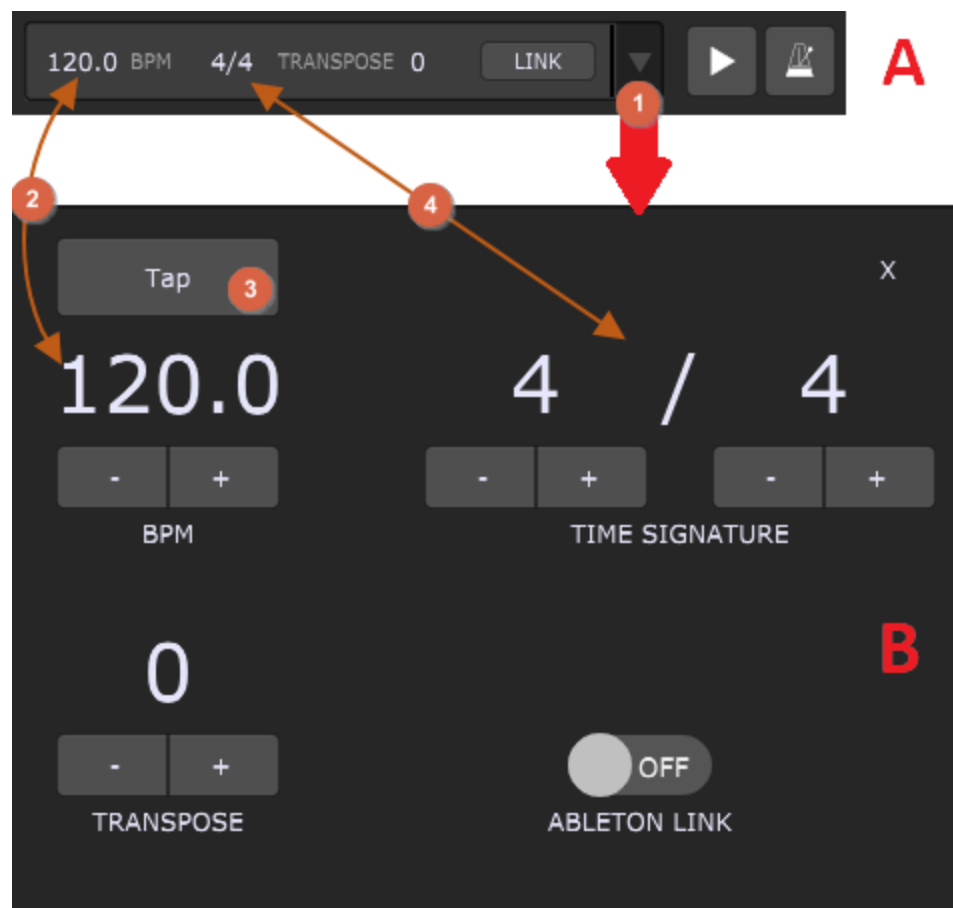 120.0 BPM 4/4 TRANSPOSE 0 LINK A
1
2
4
Tap 3 X
120.0 4 / 4
- + - + - +
BPM TIME SIGNATURE
0 B
- + OFF
TRANSPOSE ABLETON LINK